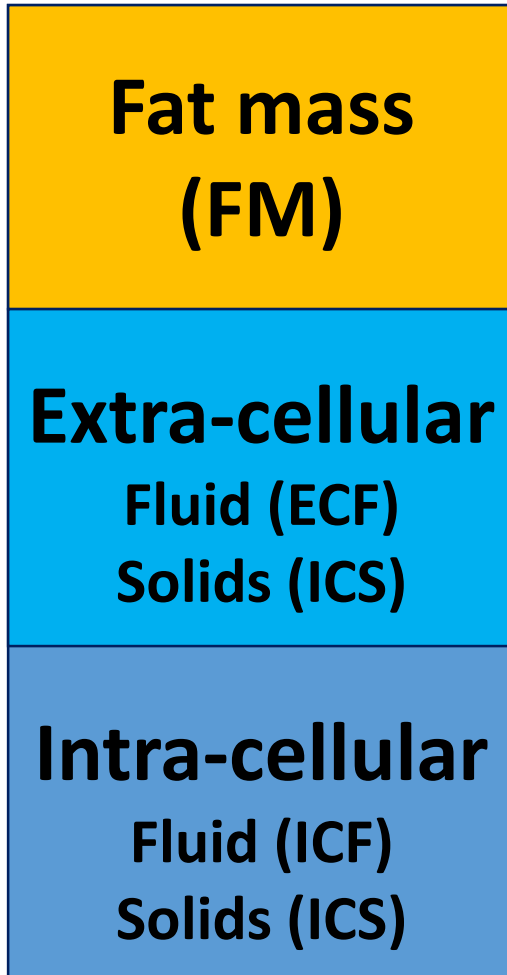 Fat mass
(FM)
Extra-cellular
Fluid (ECF)
Solids (ICS)
Intra-cellular
Fluid (ICF)
Solids (ICS)